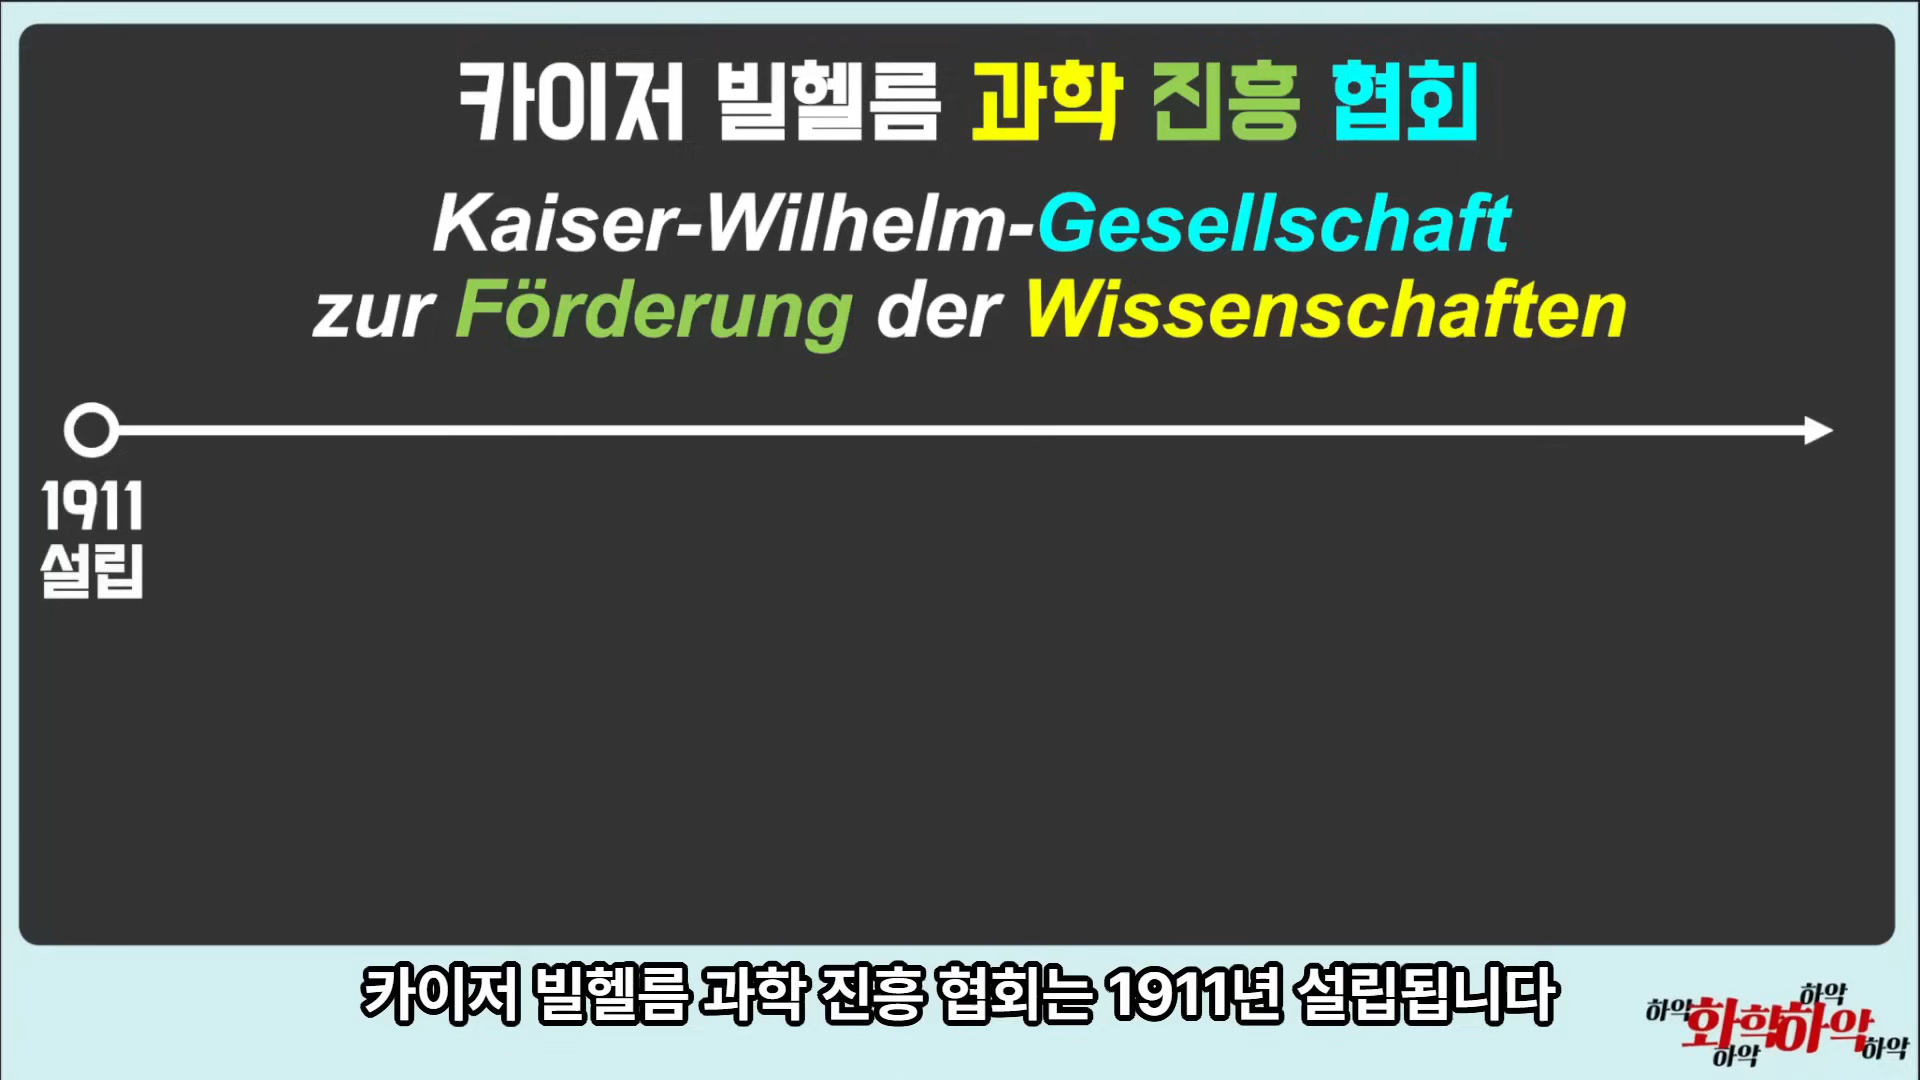 카이저 빌헬름 과학 진흥 협회
Kaiser-Wilhelm-Gesellschaft
zur Förderung der Wissenschaften
1911
설립
카이저 빌헬름 과학 진흥 협회는 1911년 설립됩니다
하악
하악
화학하악
하악
하악